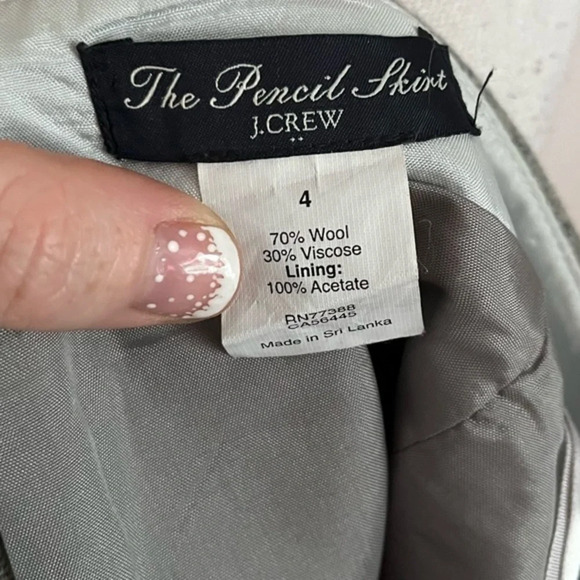 The Pencil Skirt
J.CREW
4
70% Wool
30% Viscose
Lining:
100% Acetate
RN77388
CA56445
Made in Sri Lanka